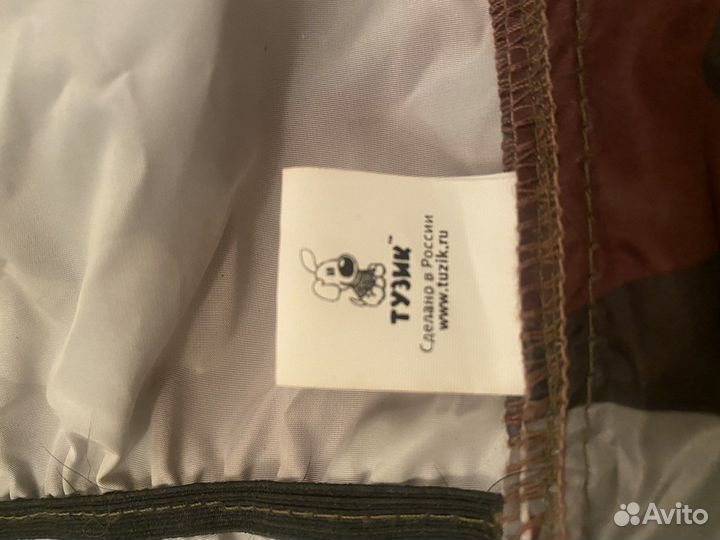 ТУЗИК™
Сделано в России
www.tuzik.ru
Avito